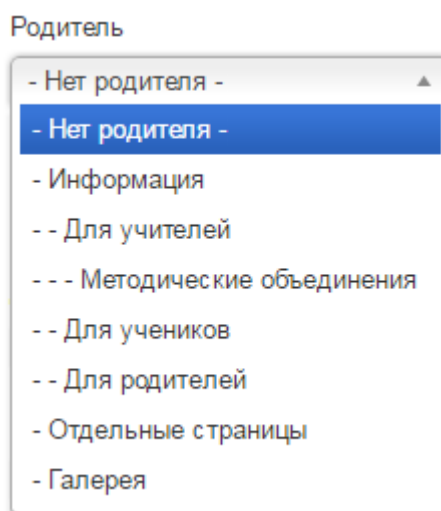 Родитель
- Нет родителя -
- Нет родителя -
- Информация
- - Для учителей
- - - Методические объединения
- - Для учеников
- - Для родителей
- Отдельные страницы
- Галерея